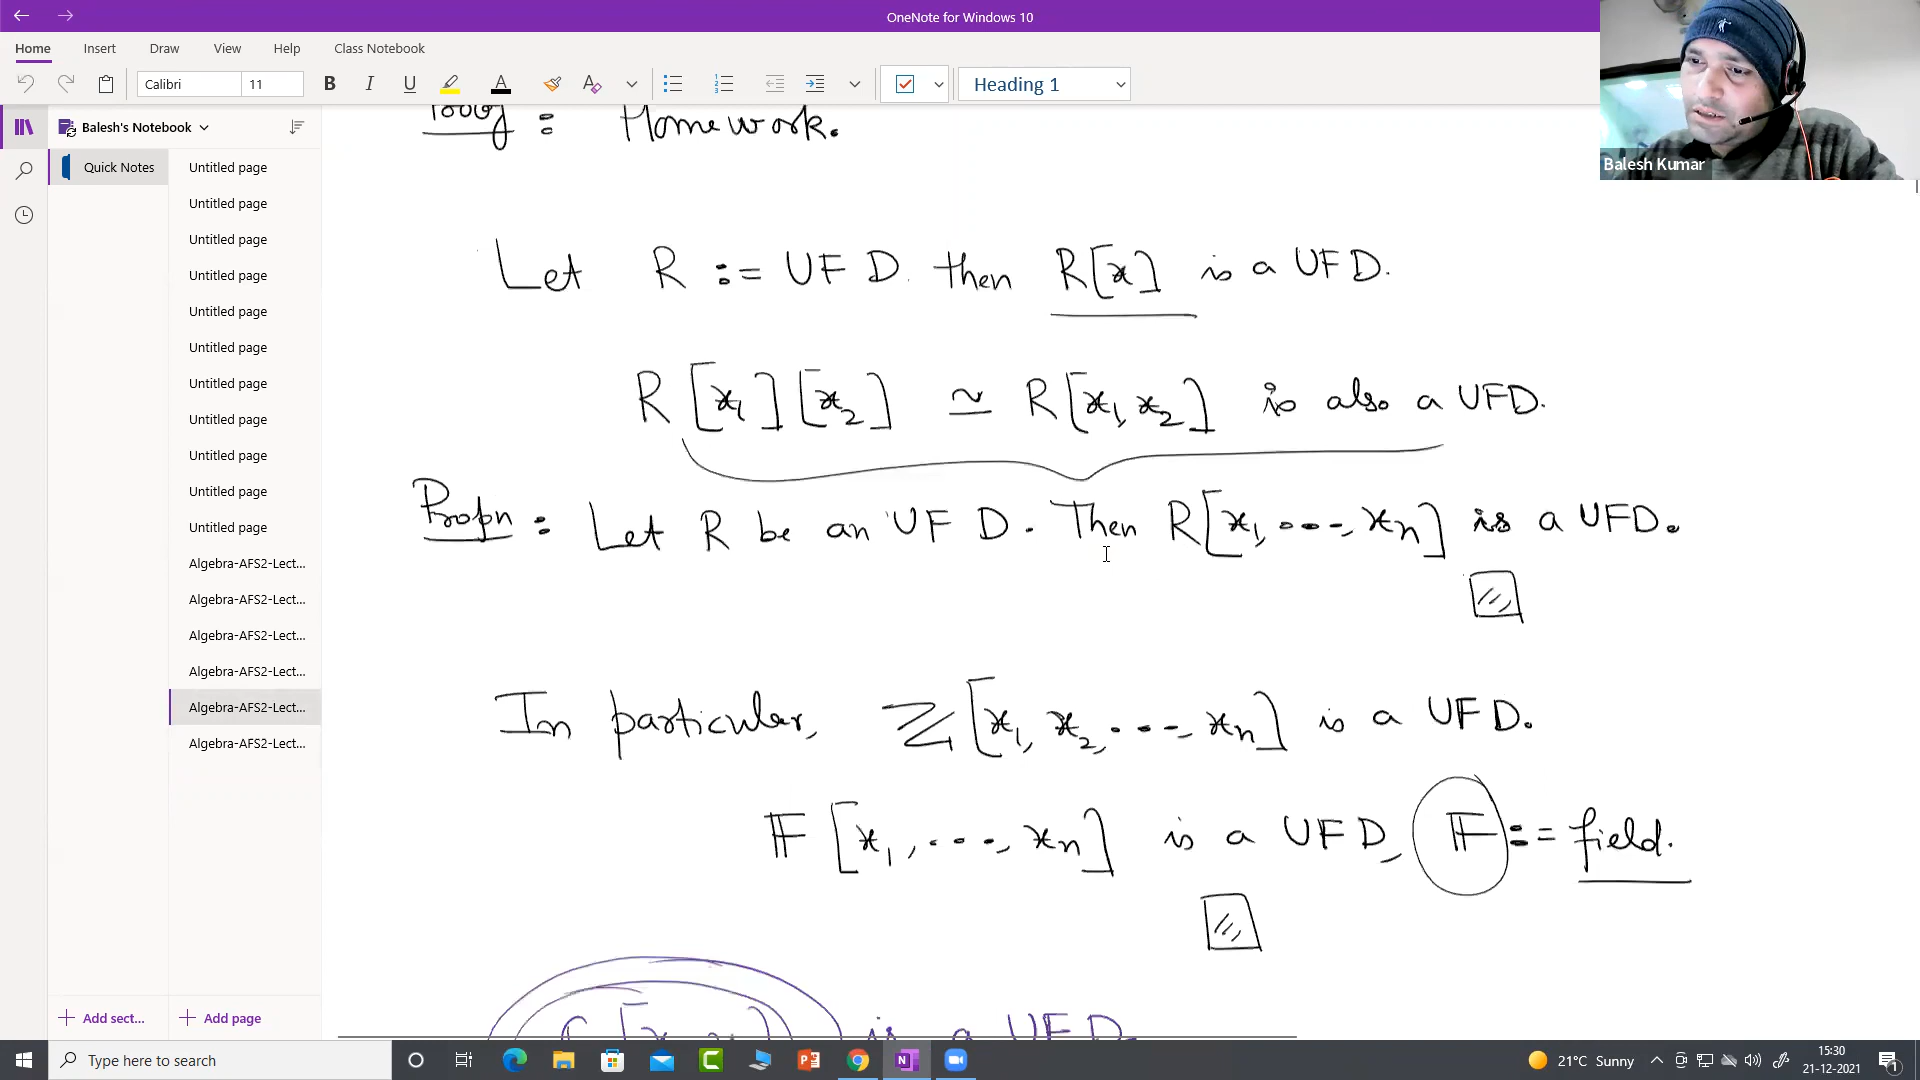 OneNote for Windows 10
Home Insert Draw View Help Class Notebook
Calibri 11 B I U A Heading 1
Balesh Kumar
Balesh's Notebook
Quick Notes
Untitled page
Untitled page
Untitled page
Untitled page
Untitled page
Untitled page
Untitled page
Untitled page
Untitled page
Untitled page
Untitled page
Algebra-AFS2-Lect...
Algebra-AFS2-Lect...
Algebra-AFS2-Lect...
Algebra-AFS2-Lect...
Algebra-AFS2-Lect...
Algebra-AFS2-Lect...
Add sect... Add page
Proof : Homework.
Let R := UFD. then R[x] is a UFD.
R[x₁][x₂] ≃ R[x₁, x₂] is also a UFD.
Propn : Let R be an UFD. Then R[x₁, ..., xₙ] is a UFD.
In particular, ℤ[x₁, x₂, ..., xₙ] is a UFD.
𝔽[x₁, ..., xₙ] is a UFD, 𝔽 := field.
is a UFD.
Type here to search
21°C Sunny
15:30
21-12-2021
1